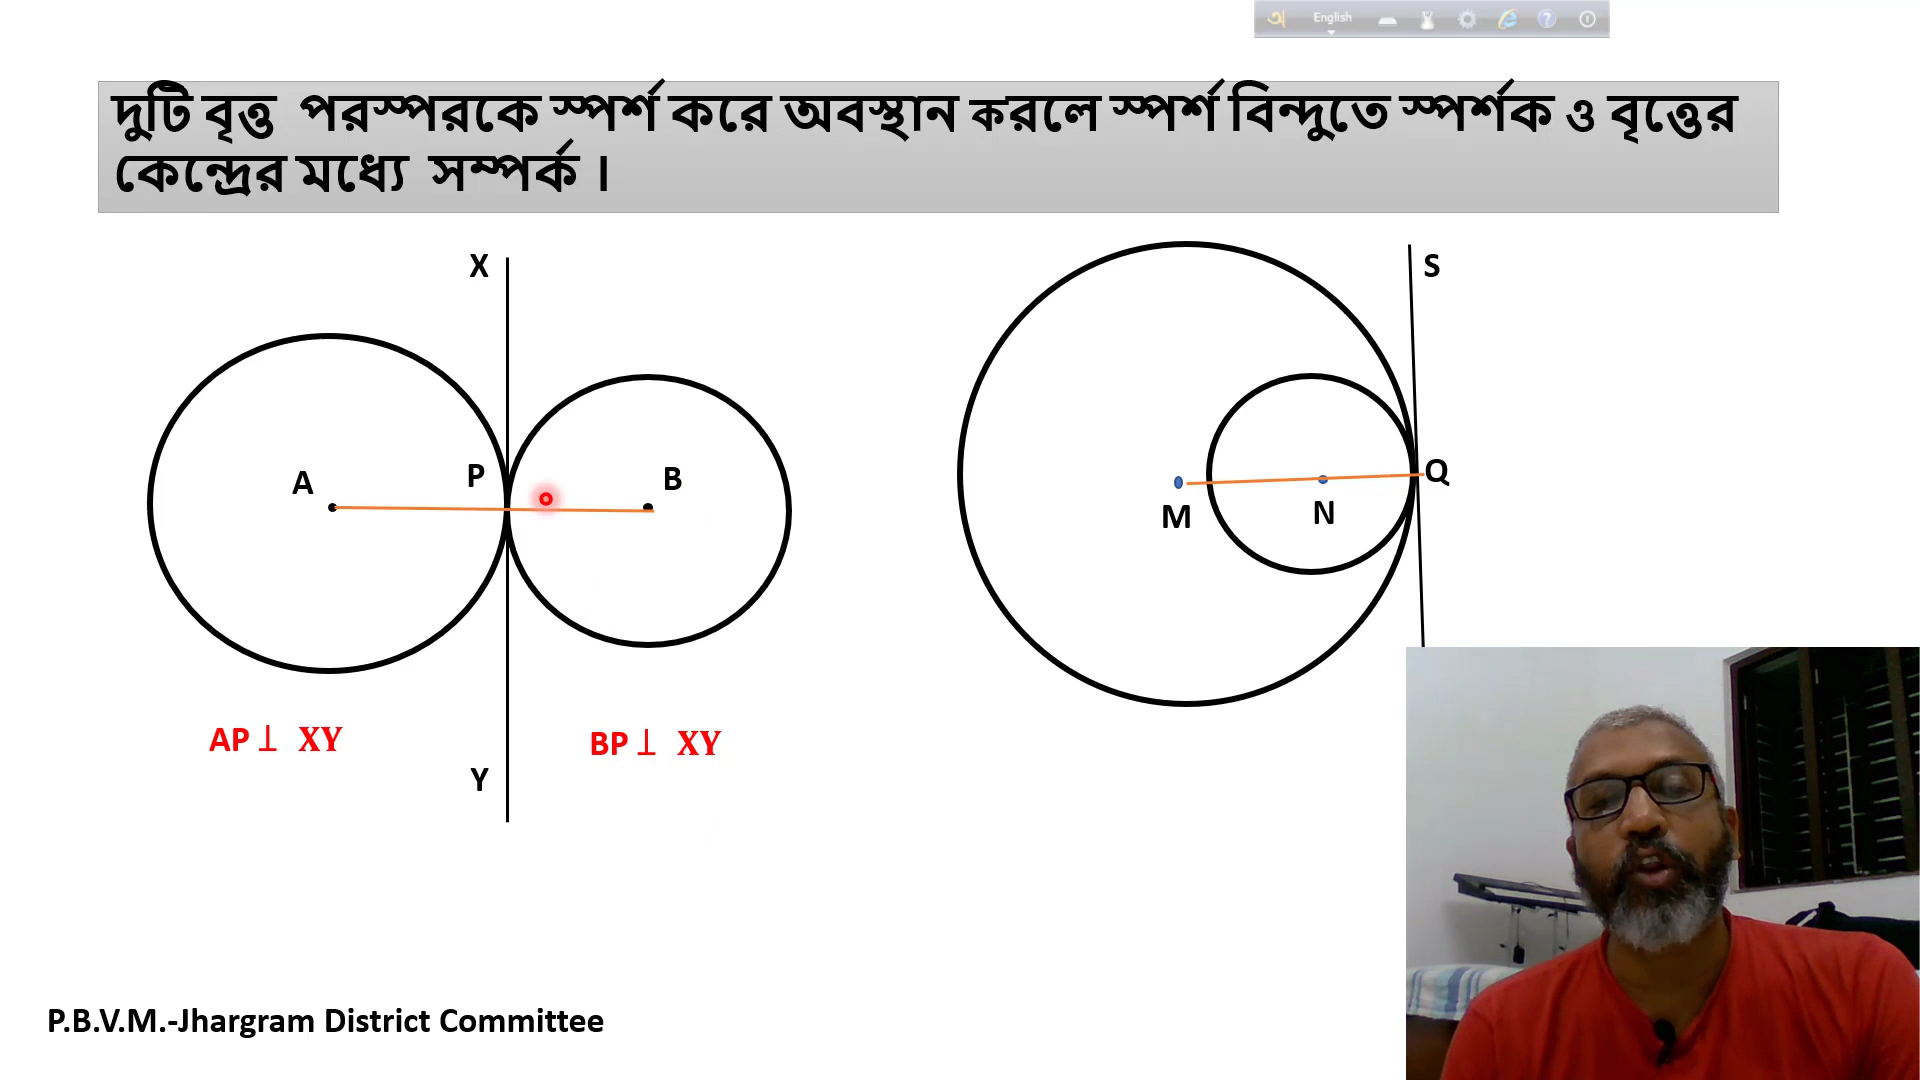 English
দুটি বৃত্ত পরস্পরকে স্পর্শ করে অবস্থান করলে স্পর্শ বিন্দুতে স্পর্শক ও বৃত্তের
কেন্দ্রের মধ্যে সম্পর্ক ।
X
S
A
P
B
Q
M
N
AP ⊥ XY
BP ⊥ XY
Y
P.B.V.M.-Jhargram District Committee